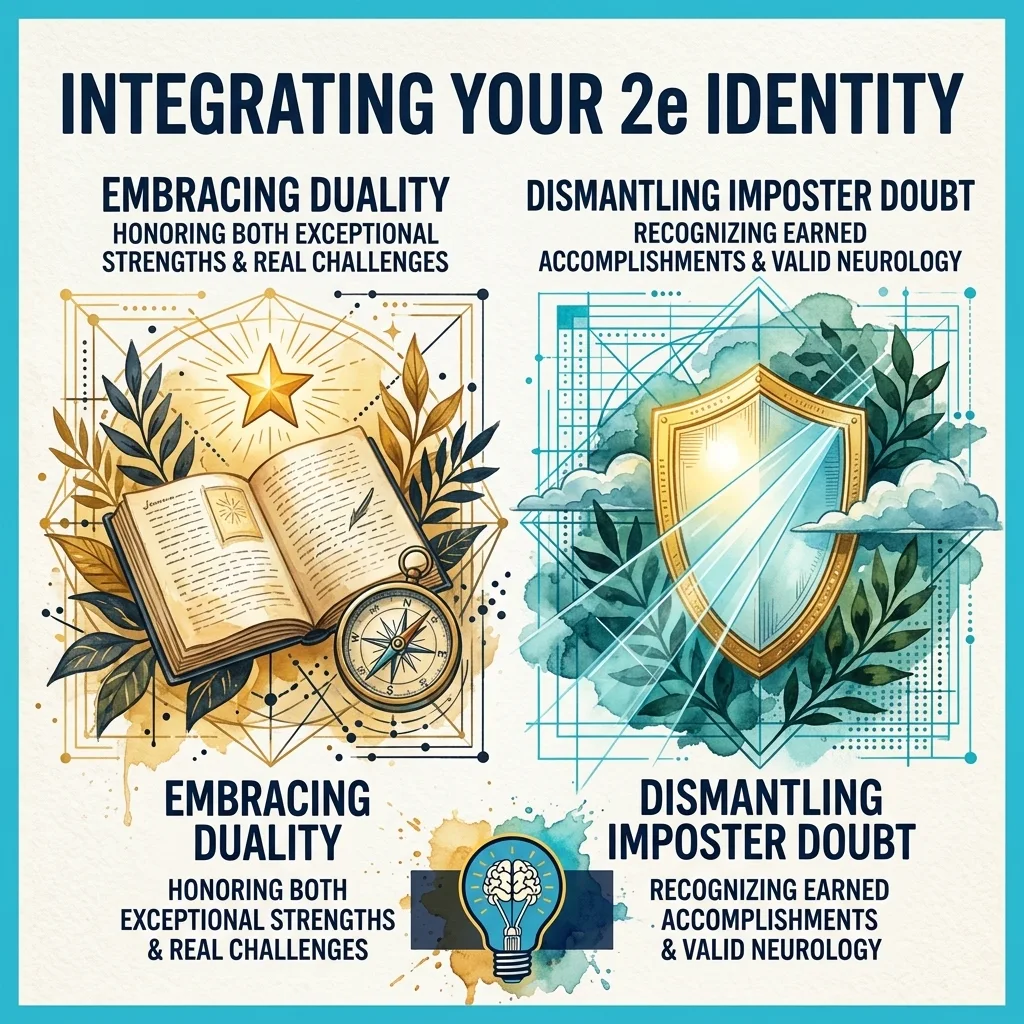 INTEGRATING YOUR 2e IDENTITY
EMBRACING DUALITY
HONORING BOTH EXCEPTIONAL
STRENGTHS & REAL CHALLENGES
DISMANTLING IMPOSTER DOUBT
RECOGNIZING EARNED
ACCOMPLISHMENTS & VALID NEUROLOGY
N
E
S
W
EMBRACING
DUALITY
HONORING BOTH
EXCEPTIONAL STRENGTHS
& REAL CHALLENGES
DISMANTLING
IMPOSTER DOUBT
RECOGNIZING EARNED
ACCOMPLISHMENTS
& VALID NEUROLOGY